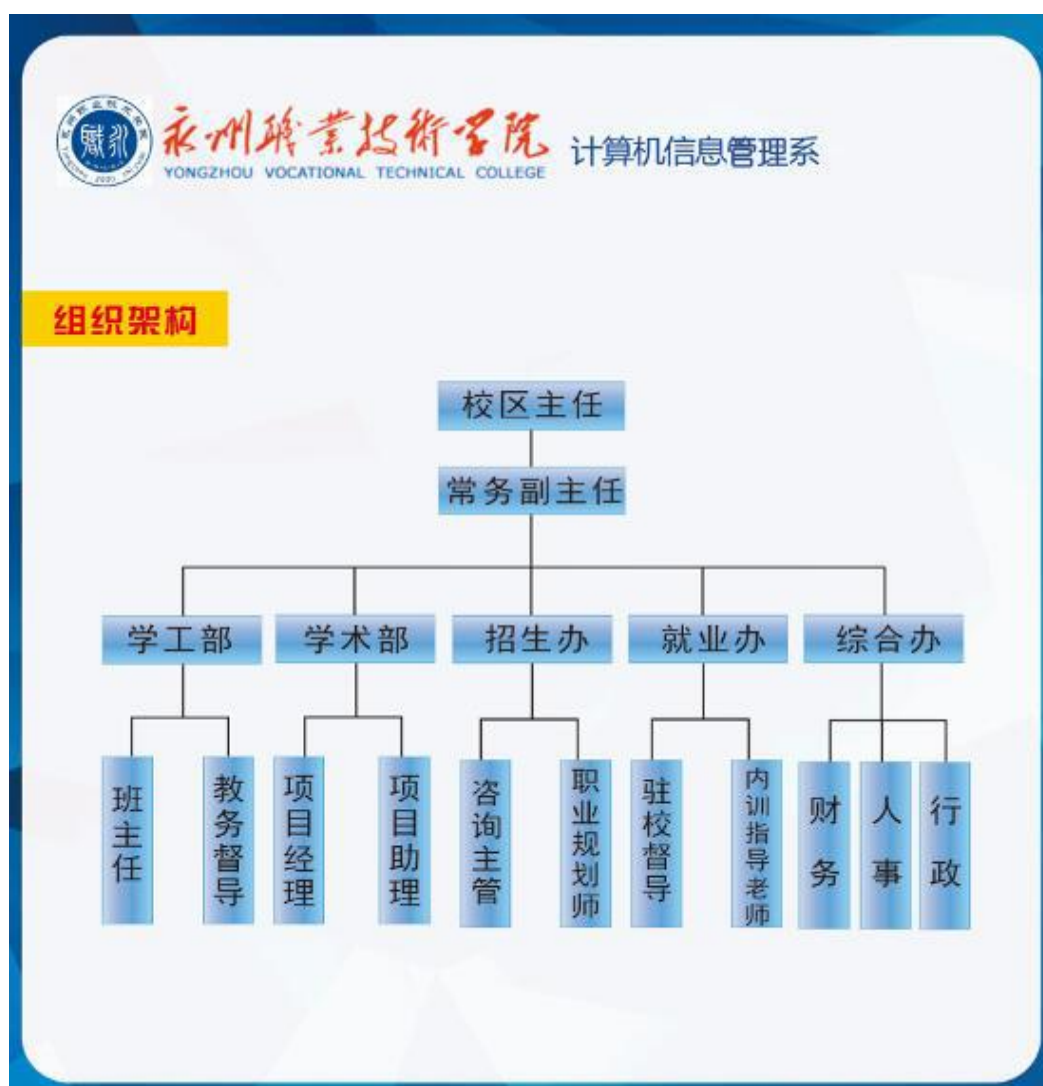 永州職業技術学院
YONGZHOU VOCATIONAL TECHNICAL COLLEGE
计算机信息管理系
组织架构
校区主任
常务副主任
学工部
学术部
招生办
就业办
综合办
班主任
教务督导
项目经理
项目助理
咨询主管
职业规划师
驻校督导
内训指导老师
财务
人事
行政